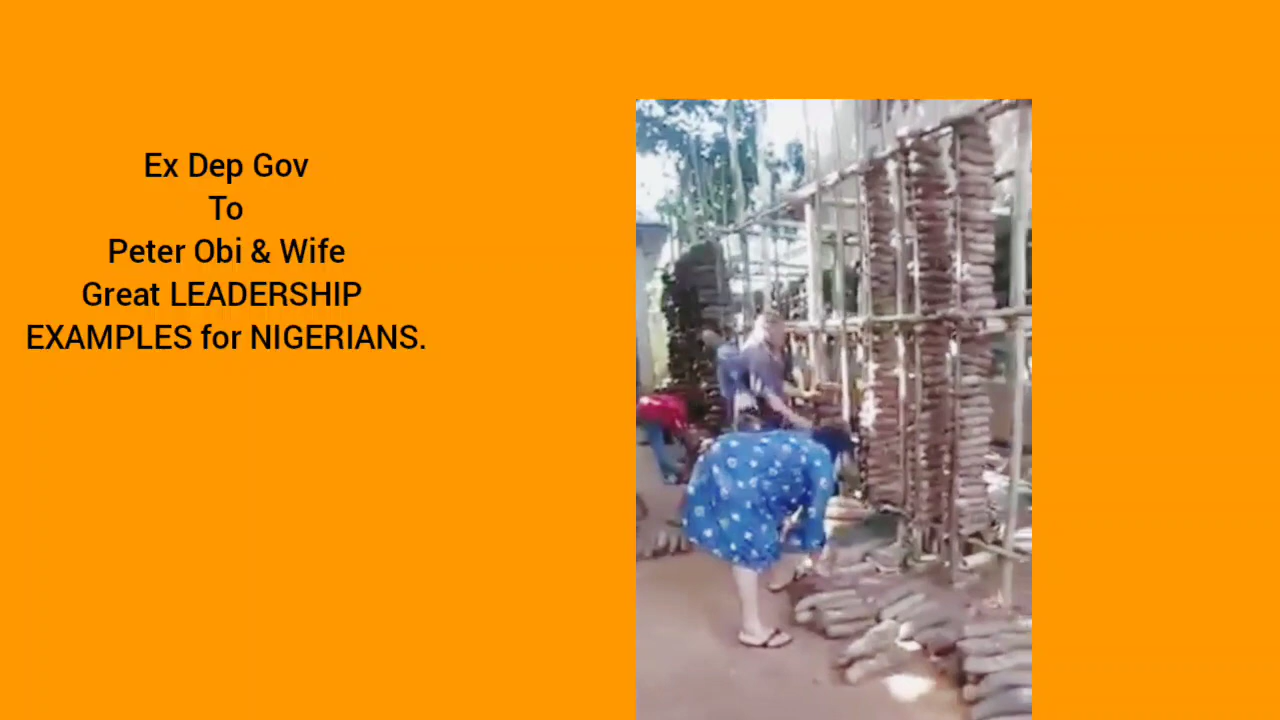 Ex Dep Gov
To
Peter Obi & Wife
Great LEADERSHIP
EXAMPLES for NIGERIANS.